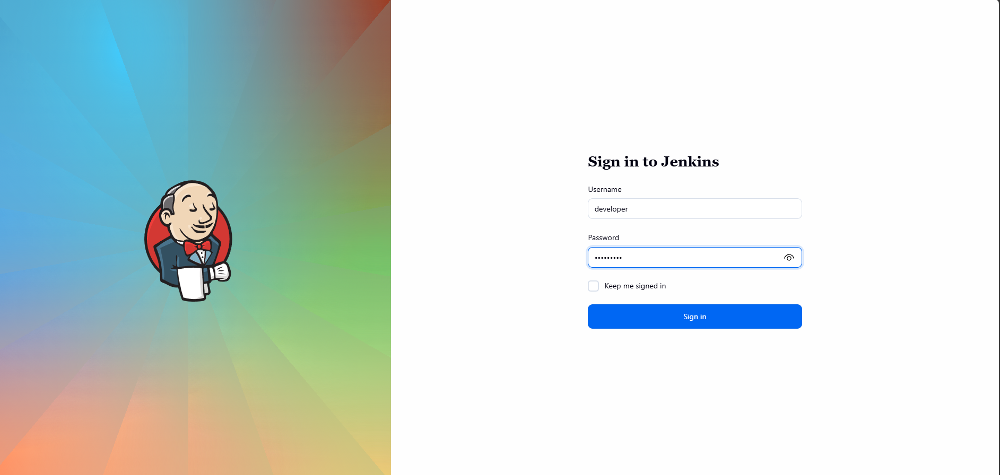 Sign in to Jenkins
Username
developer
Password
•••••••••
Keep me signed in
Sign in